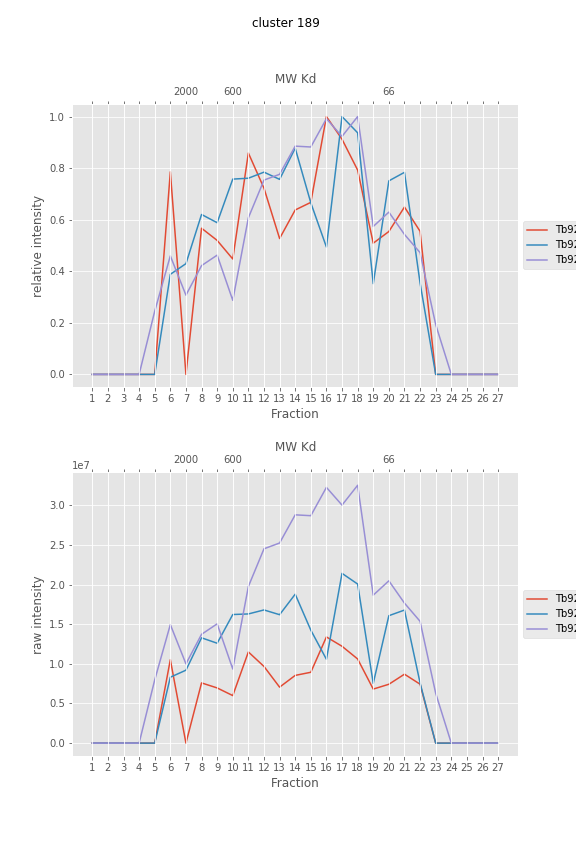 cluster 189
MW Kd
2000 600 66
1.0
0.8
0.6
0.4
0.2
0.0
relative intensity
Tb92
Tb92
Tb92
1 2 3 4 5 6 7 8 9 10 11 12 13 14 15 16 17 18 19 20 21 22 23 24 25 26 27
Fraction
MW Kd
1e7 2000 600 66
3.0
2.5
2.0
1.5
1.0
0.5
0.0
raw intensity
Tb92
Tb92
Tb92
1 2 3 4 5 6 7 8 9 10 11 12 13 14 15 16 17 18 19 20 21 22 23 24 25 26 27
Fraction